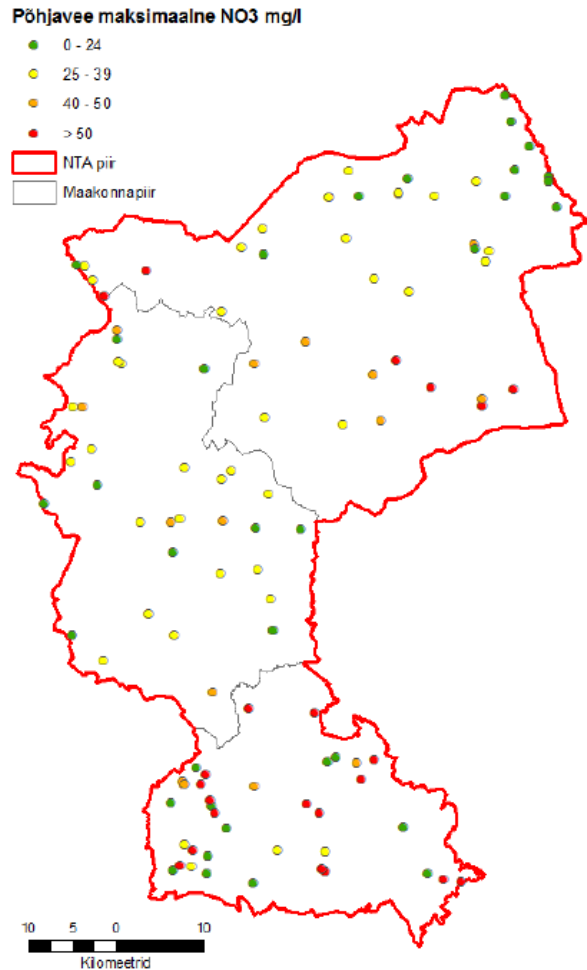 Põhjavee maksimaalne NO3 mg/l
0 - 24
25 - 39
40 - 50
> 50
NTA piir
Maakonnapiir
10 5 0 10
Kilomeetrid